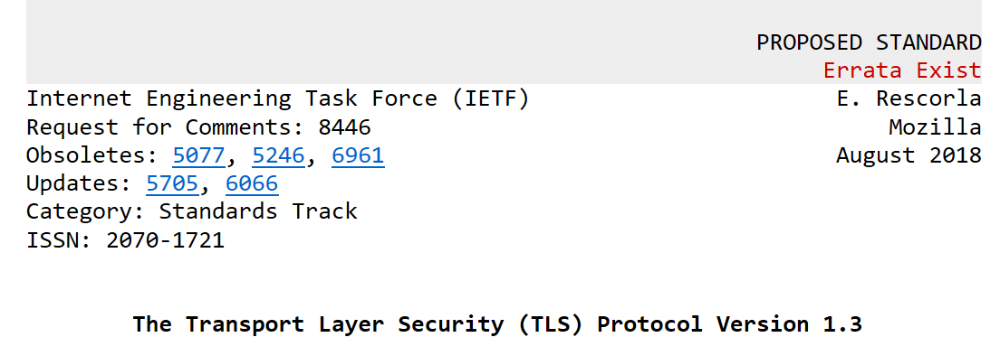 PROPOSED STANDARD
Errata Exist
Internet Engineering Task Force (IETF) E. Rescorla
Request for Comments: 8446 Mozilla
Obsoletes: 5077, 5246, 6961 August 2018
Updates: 5705, 6066
Category: Standards Track
ISSN: 2070-1721
The Transport Layer Security (TLS) Protocol Version 1.3